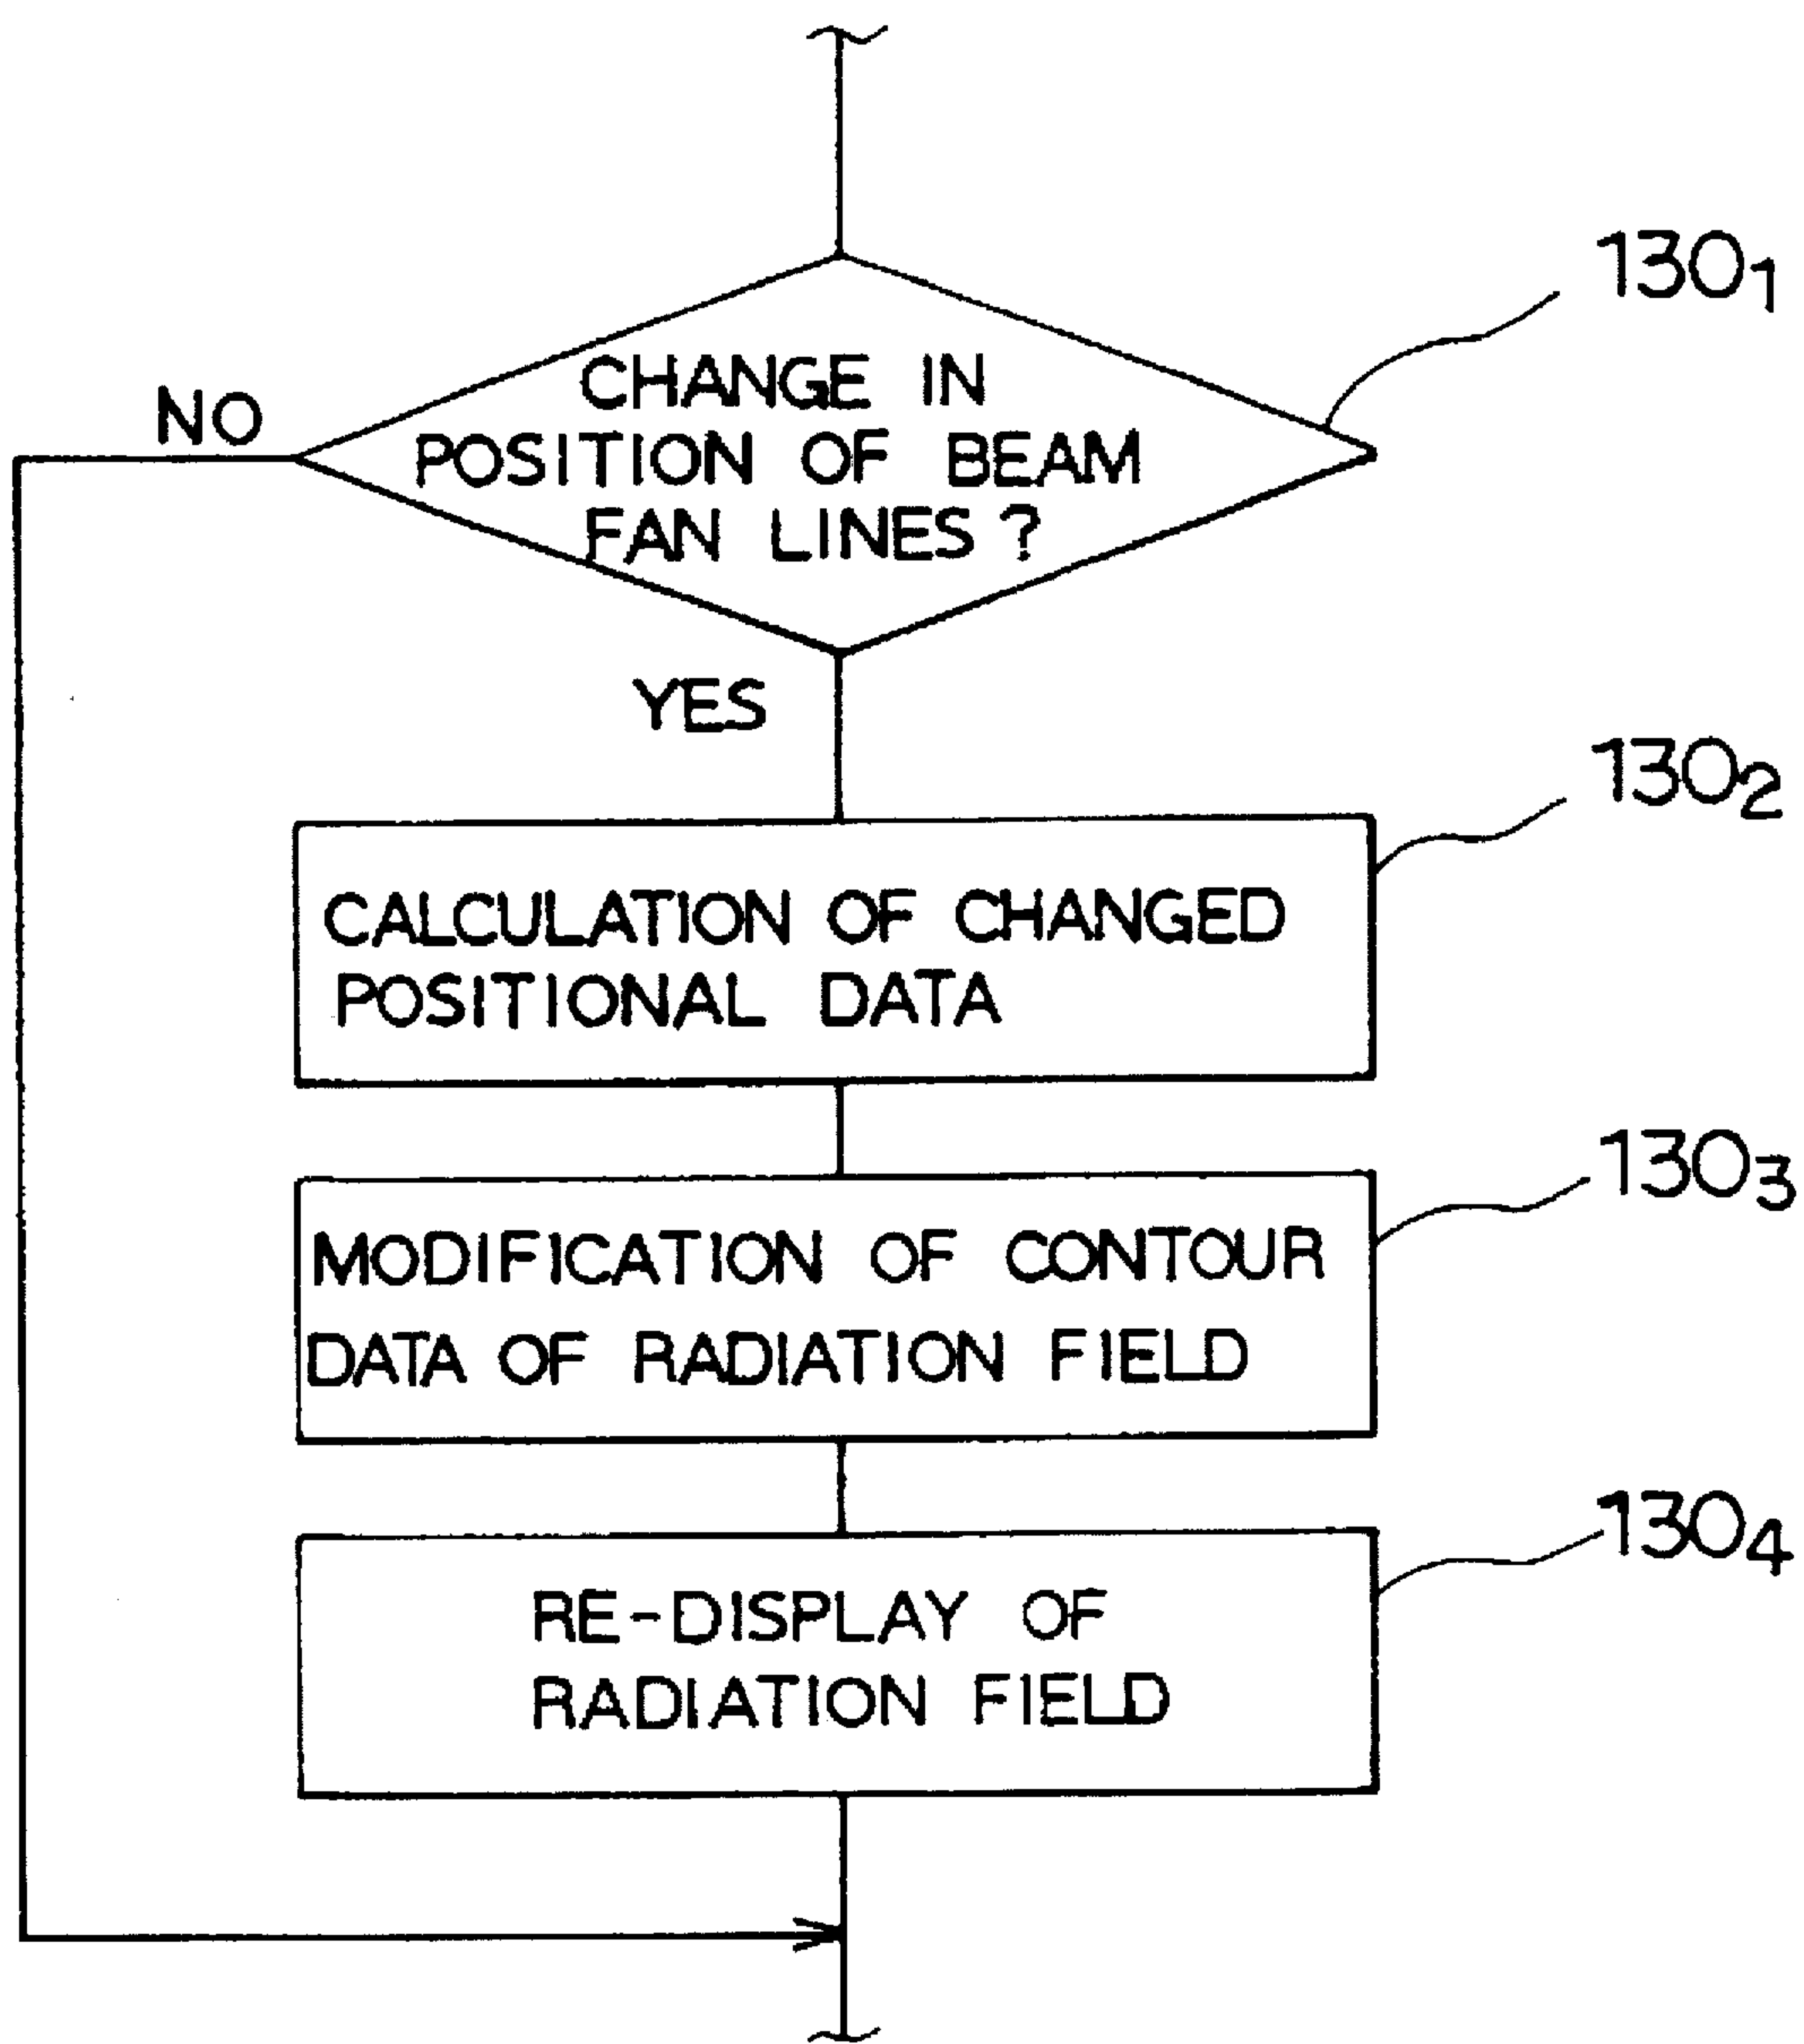 130₁
CHANGE IN
POSITION OF BEAM
FAN LINES ?
NO
YES
130₂
CALCULATION OF CHANGED
POSITIONAL DATA
130₃
MODIFICATION OF CONTOUR
DATA OF RADIATION FIELD
130₄
RE-DISPLAY OF
RADIATION FIELD